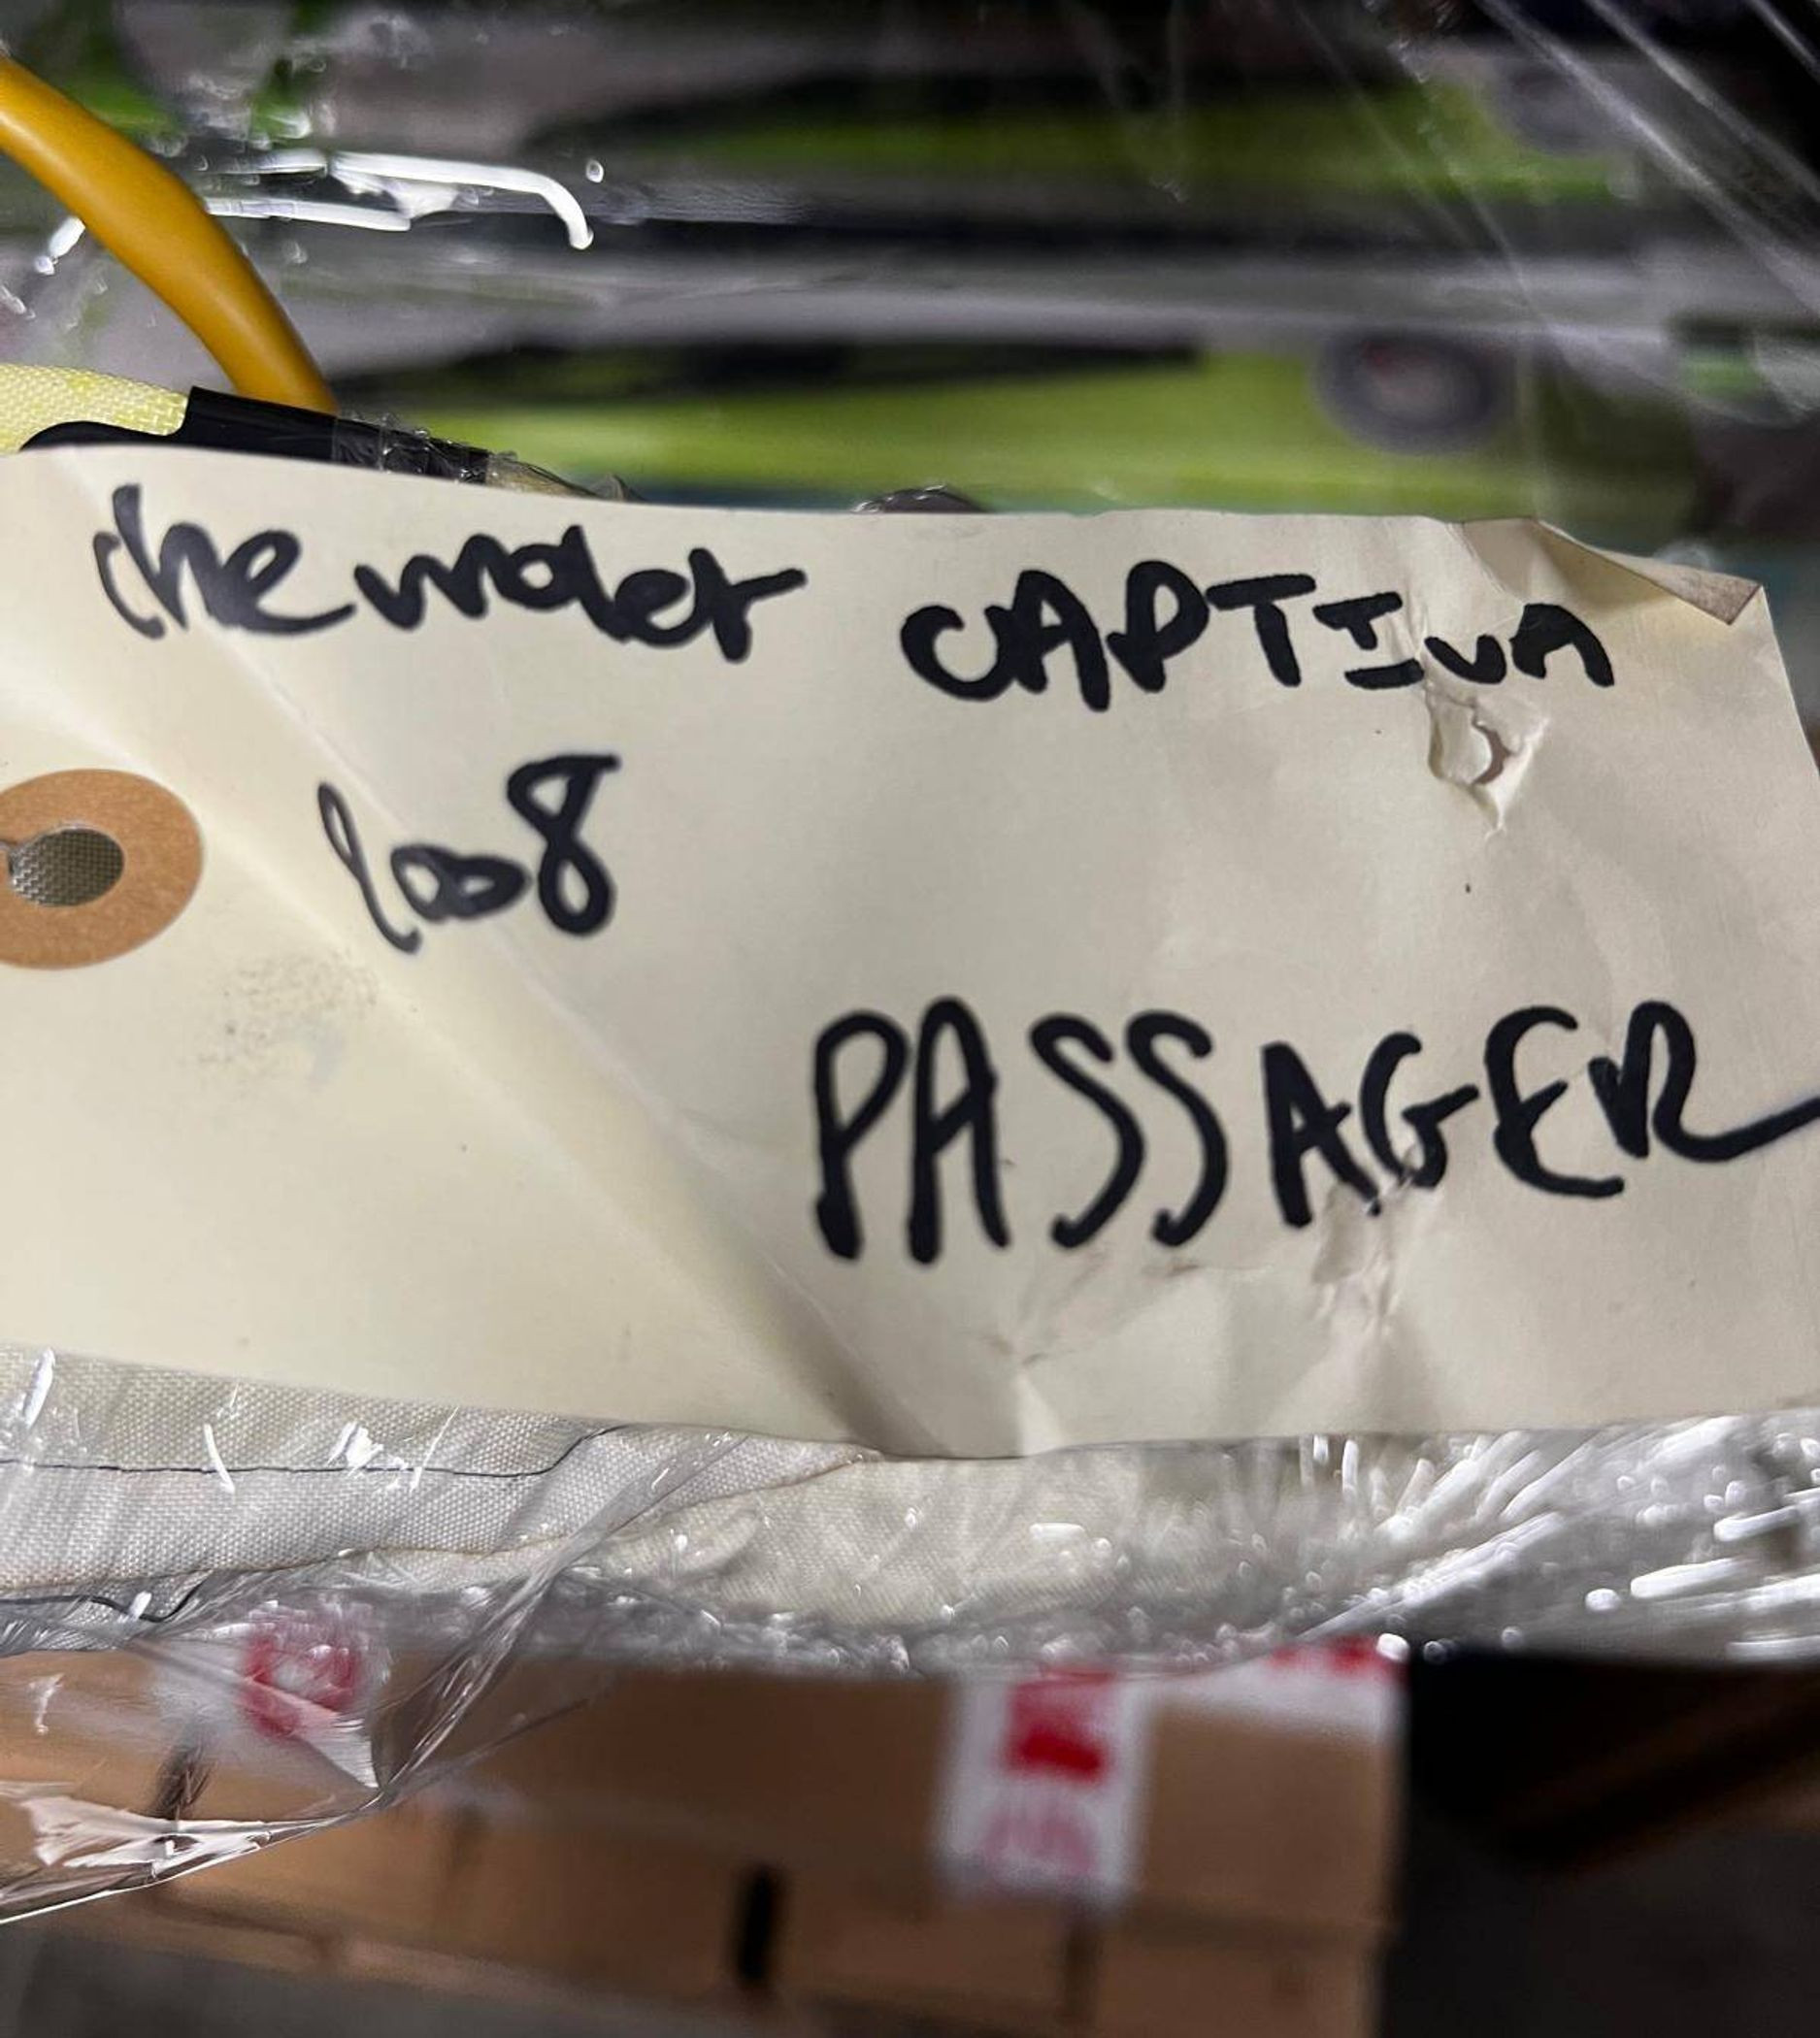 chevrolet CAPTIVA
2008
PASSAGER